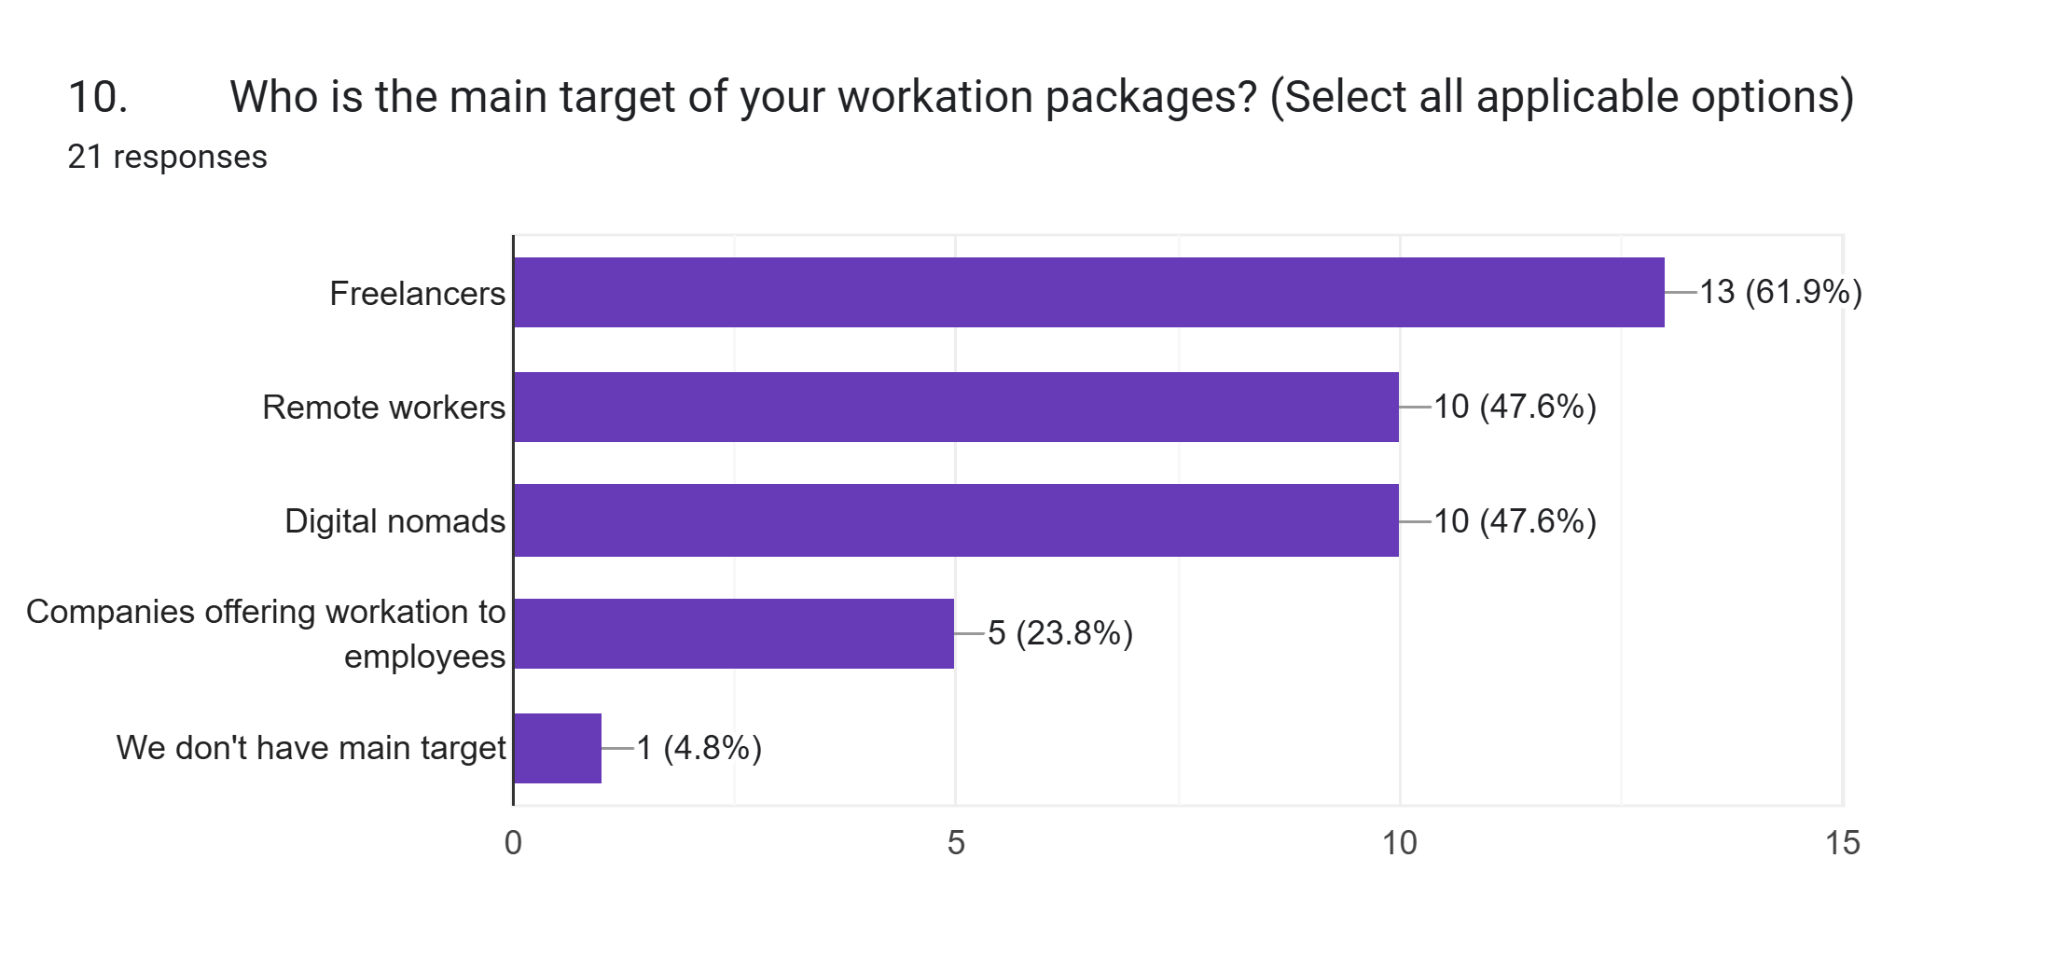 10. Who is the main target of your workation packages? (Select all applicable options)
21 responses
Freelancers
13 (61.9%)
Remote workers
10 (47.6%)
Digital nomads
10 (47.6%)
Companies offering workation to
employees
5 (23.8%)
We don't have main target
1 (4.8%)
0 5 10 15